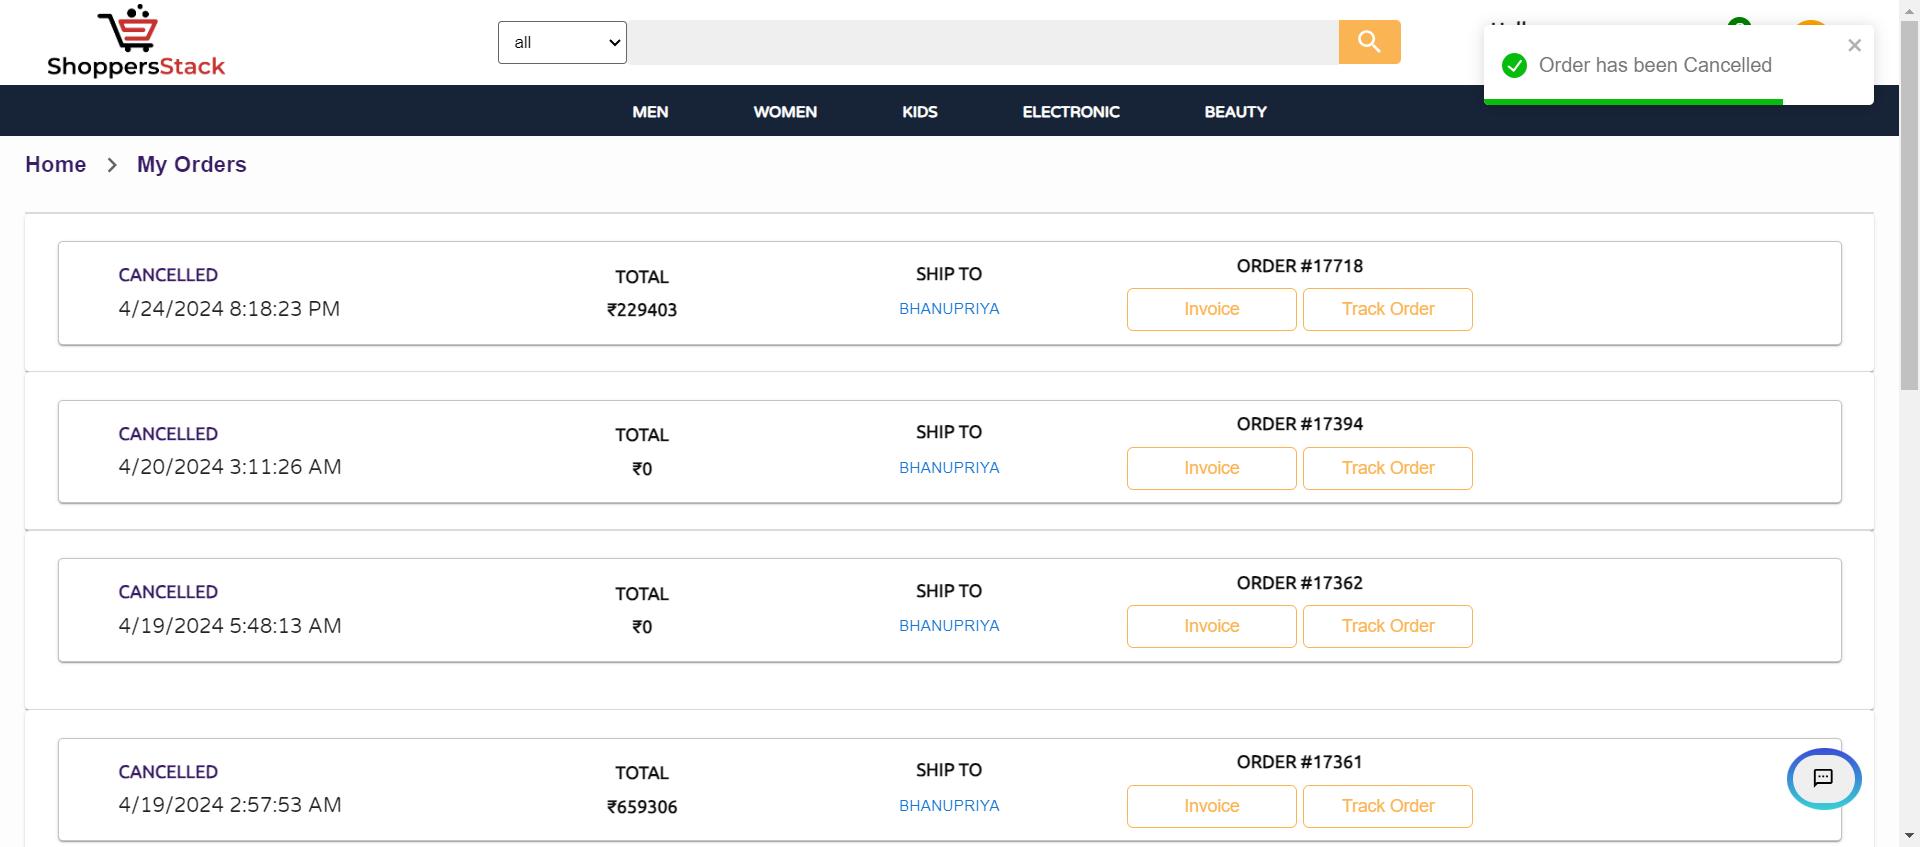 ShoppersStack
all
Order has been Cancelled
MEN
WOMEN
KIDS
ELECTRONIC
BEAUTY
Home > My Orders
CANCELLED
4/24/2024 8:18:23 PM
TOTAL
₹229403
SHIP TO
BHANUPRIYA
ORDER #17718
Invoice
Track Order
CANCELLED
4/20/2024 3:11:26 AM
TOTAL
₹0
SHIP TO
BHANUPRIYA
ORDER #17394
Invoice
Track Order
CANCELLED
4/19/2024 5:48:13 AM
TOTAL
₹0
SHIP TO
BHANUPRIYA
ORDER #17362
Invoice
Track Order
CANCELLED
4/19/2024 2:57:53 AM
TOTAL
₹659306
SHIP TO
BHANUPRIYA
ORDER #17361
Invoice
Track Order